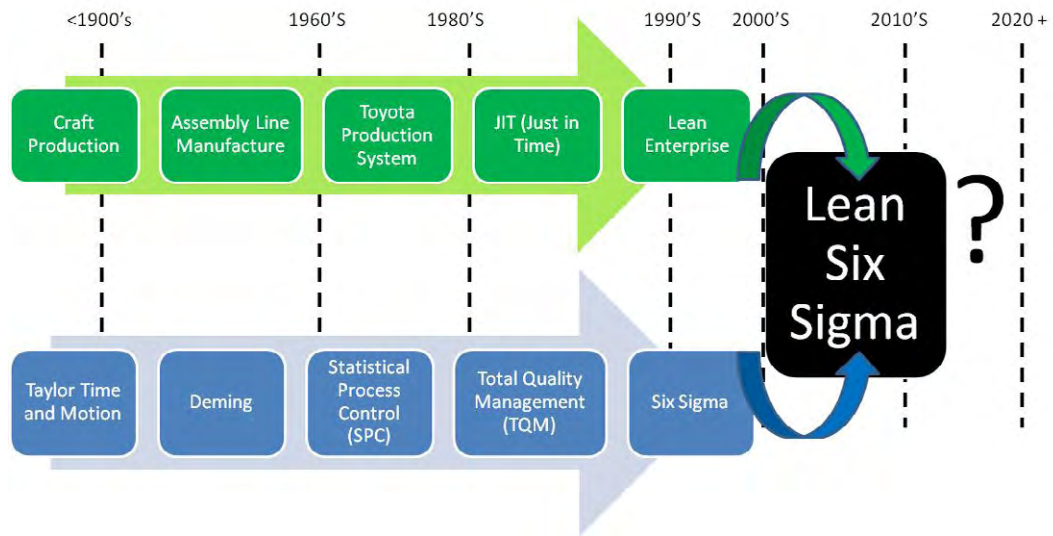 <1900's 1960'S 1980'S 1990'S 2000's 2010'S 2020 +
Craft
Production
Assembly Line
Manufacture
Toyota
Production
System
JIT (Just in
Time)
Lean
Enterprise
Lean
Six
Sigma
?
Taylor Time
and Motion
Deming
Statistical
Process
Control
(SPC)
Total Quality
Management
(TQM)
Six Sigma